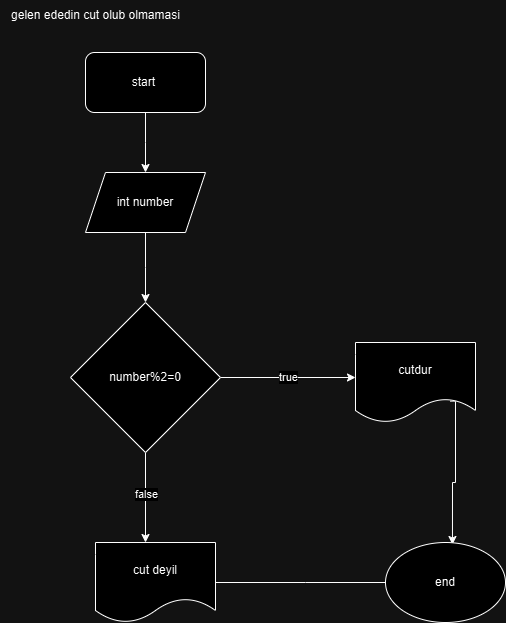 gelen ededin cut olub olmamasi
start
int number
number%2=0
true
cutdur
false
cut deyil
end